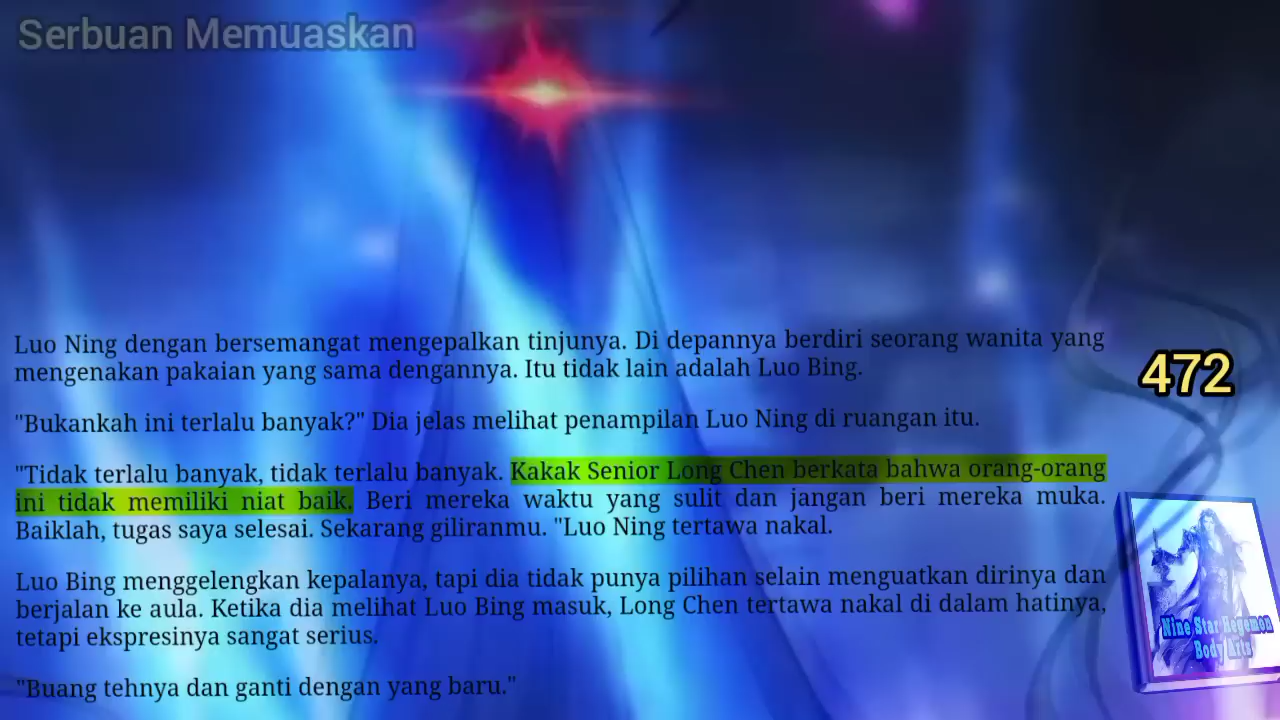 Serbuan Memuaskan
Luo Ning dengan bersemangat mengepalkan tinjunya. Di depannya berdiri seorang wanita yang
mengenakan pakaian yang sama dengannya. Itu tidak lain adalah Luo Bing.
"Bukankah ini terlalu banyak?" Dia jelas melihat penampilan Luo Ning di ruangan itu.
472
"Tidak terlalu banyak, tidak terlalu banyak. Kakak Senior Long Chen berkata bahwa orang-orang
ini tidak memiliki niat baik. Beri mereka waktu yang sulit dan jangan beri mereka muka.
Baiklah, tugas saya selesai. Sekarang giliranmu. "Luo Ning tertawa nakal.
Luo Bing menggelengkan kepalanya, tapi dia tidak punya pilihan selain menguatkan dirinya dan
berjalan ke aula. Ketika dia melihat Luo Bing masuk, Long Chen tertawa nakal di dalam hatinya,
tetapi ekspresinya sangat serius.
"Buang tehnya dan ganti dengan yang baru."
Nine Star Hegemon
Body Arts